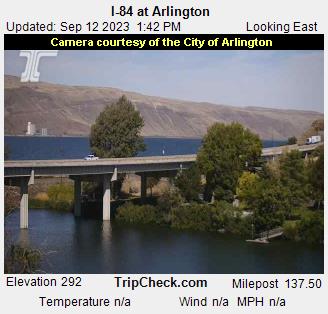 I-84 at Arlington
Updated: Sep 12 2023 1:42 PM Looking East
Camera courtesy of the City of Arlington
Elevation 292 TripCheck.com Milepost 137.50
Temperature n/a Wind n/a MPH n/a